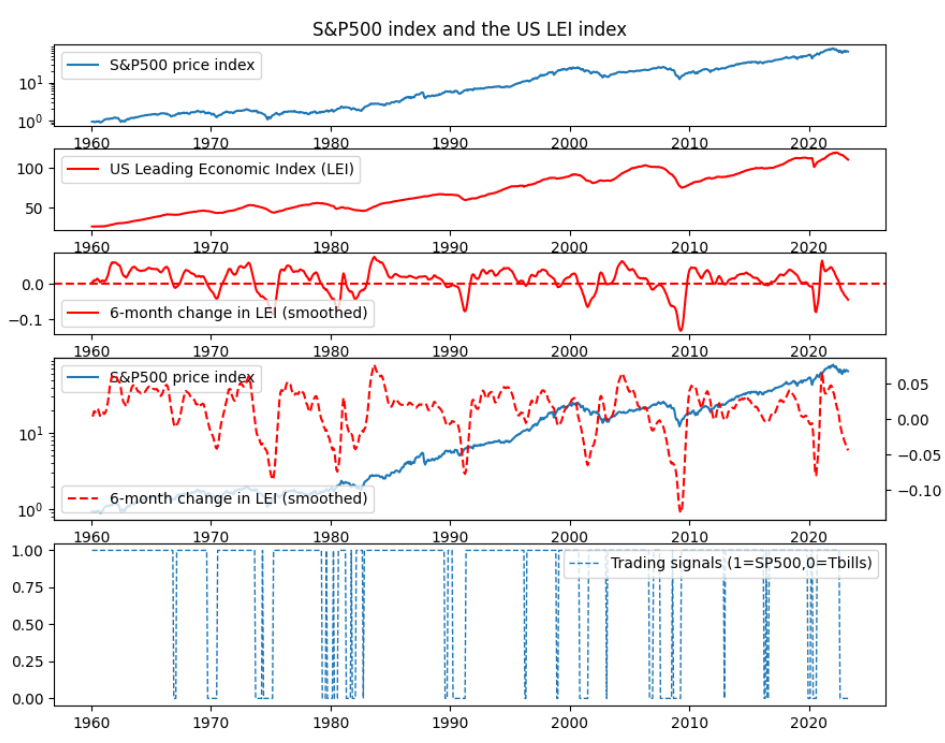 S&P500 index and the US LEI index
S&P500 price index
10¹
10⁰
1960 1970 1980 1990 2000 2010 2020
US Leading Economic Index (LEI)
100
50
1960 1970 1980 1990 2000 2010 2020
0.0
−0.1
6-month change in LEI (smoothed)
1960 1970 1980 1990 2000 2010 2020
S&P500 price index
10¹
10⁰
0.05
0.00
−0.05
−0.10
6-month change in LEI (smoothed)
1960 1970 1980 1990 2000 2010 2020
1.00
Trading signals (1=SP500,0=Tbills)
0.75
0.50
0.25
0.00
1960 1970 1980 1990 2000 2010 2020